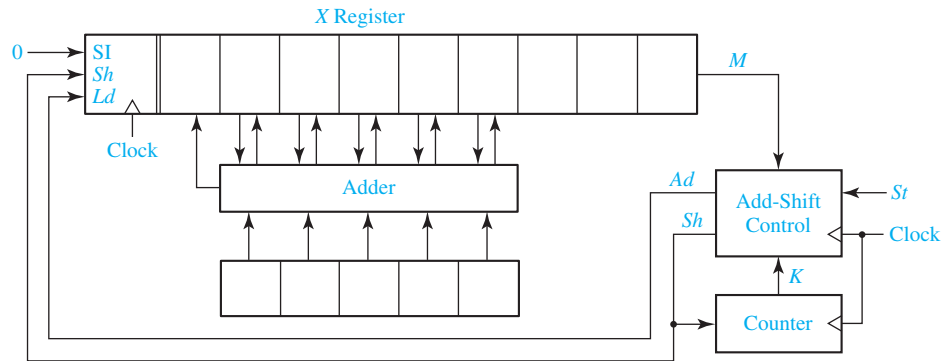 X Register
0
SI
Sh
Ld
M
Clock
Adder
Ad
Sh
Add-Shift
Control
St
Clock
K
Counter